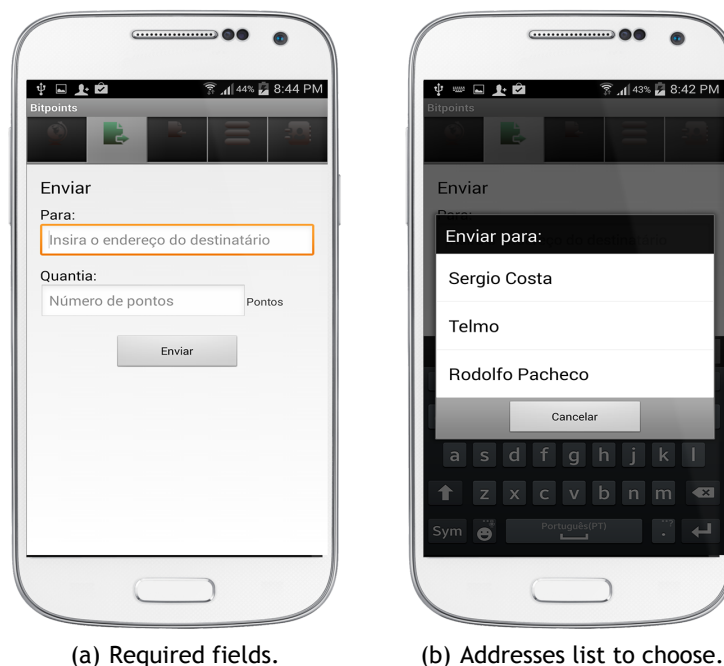 44% 8:44 PM
Bitpoints
Enviar
Para:
Insira o endereço do destinatário
Quantia:
Número de pontos
Pontos
Enviar
(a) Required fields.
43% 8:42 PM
Bitpoints
Enviar
Para:
Enviar para:
Sergio Costa
Telmo
Rodolfo Pacheco
Cancelar
a s d f g h j k l
z x c v b n m
Sym Português(PT) . ?
(b) Addresses list to choose.